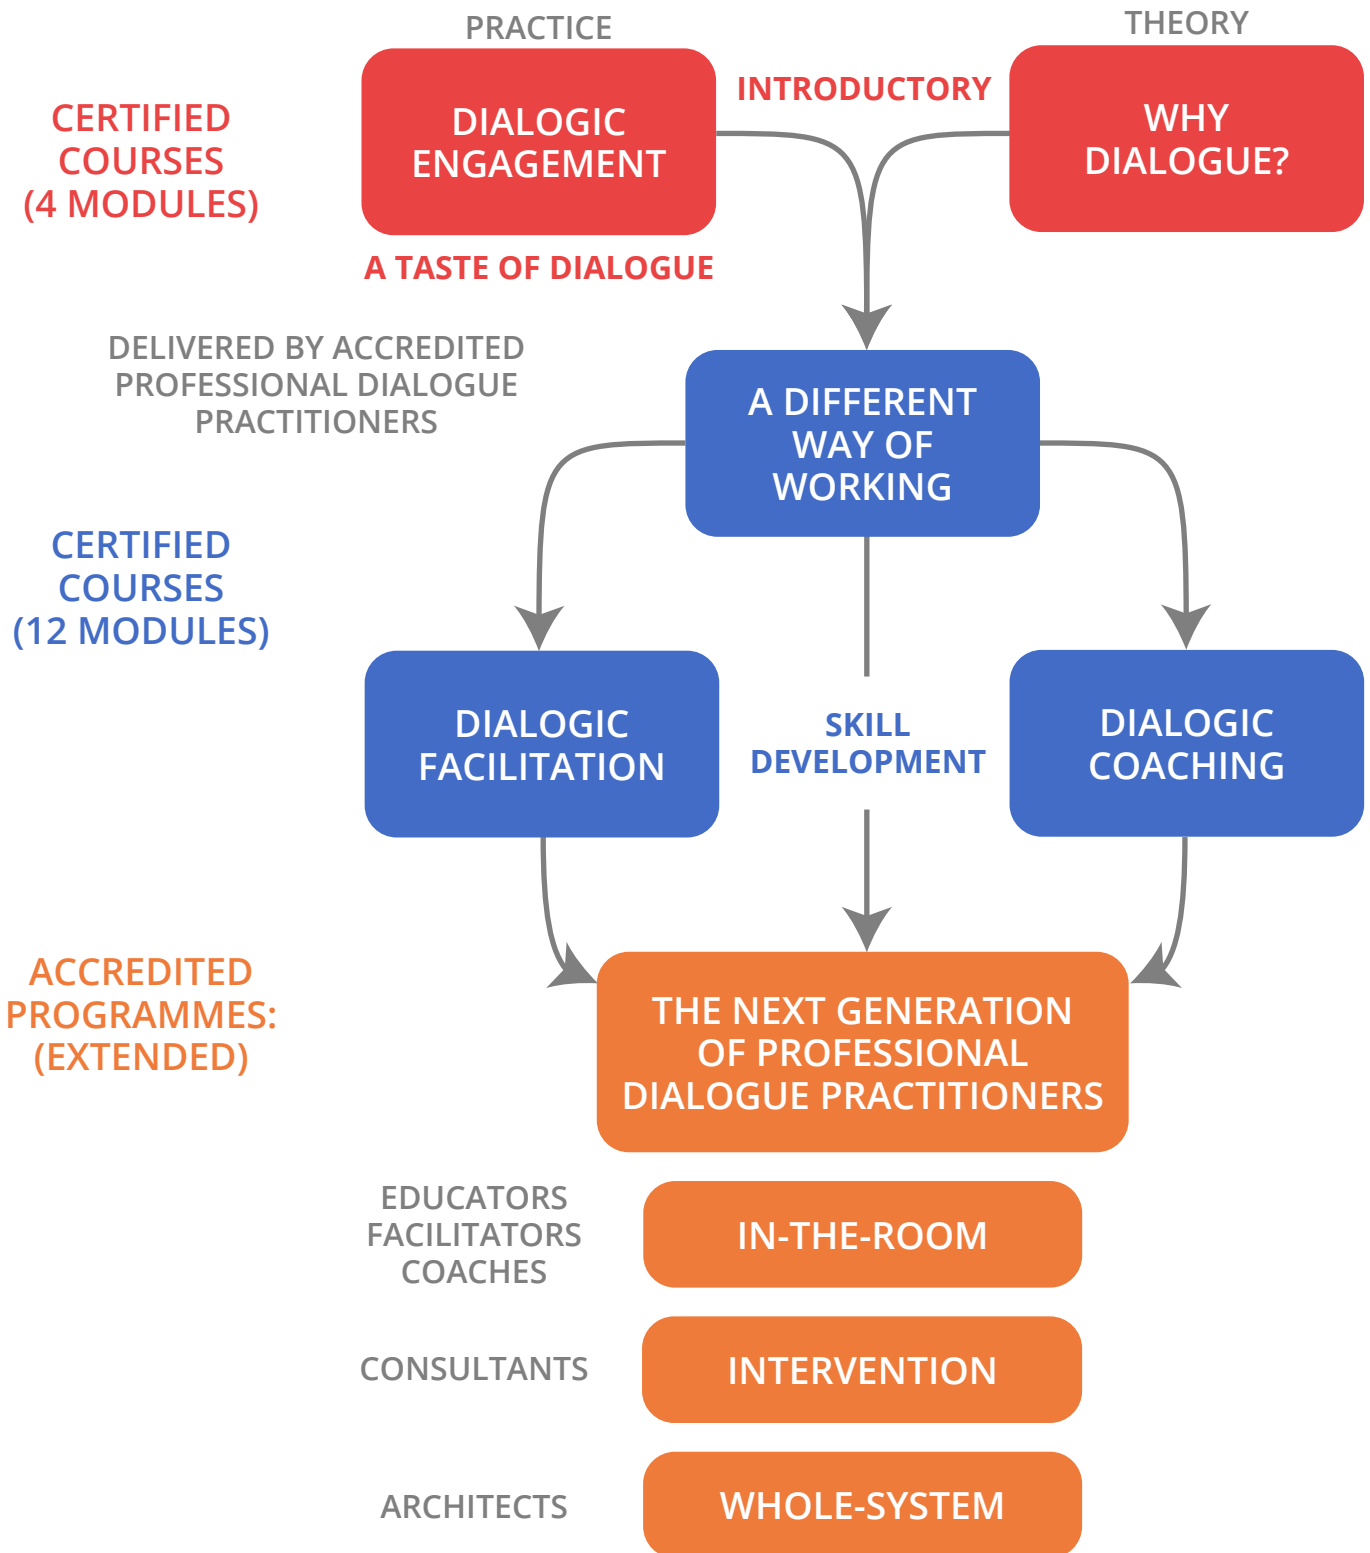 PRACTICE
THEORY
CERTIFIED
COURSES
(4 MODULES)
DIALOGIC
ENGAGEMENT
INTRODUCTORY
WHY
DIALOGUE?
A TASTE OF DIALOGUE
DELIVERED BY ACCREDITED
PROFESSIONAL DIALOGUE
PRACTITIONERS
A DIFFERENT
WAY OF
WORKING
CERTIFIED
COURSES
(12 MODULES)
DIALOGIC
FACILITATION
SKILL
DEVELOPMENT
DIALOGIC
COACHING
ACCREDITED
PROGRAMMES:
(EXTENDED)
THE NEXT GENERATION
OF PROFESSIONAL
DIALOGUE PRACTITIONERS
EDUCATORS
FACILITATORS
COACHES
IN-THE-ROOM
CONSULTANTS
INTERVENTION
ARCHITECTS
WHOLE-SYSTEM